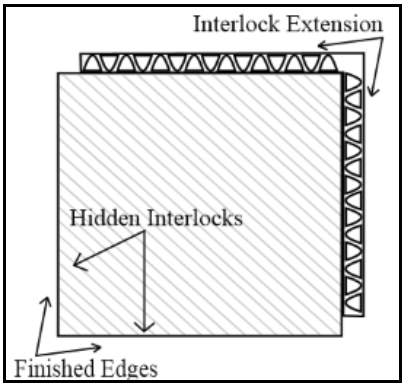 Interlock Extension
Hidden Interlocks
Finished Edges